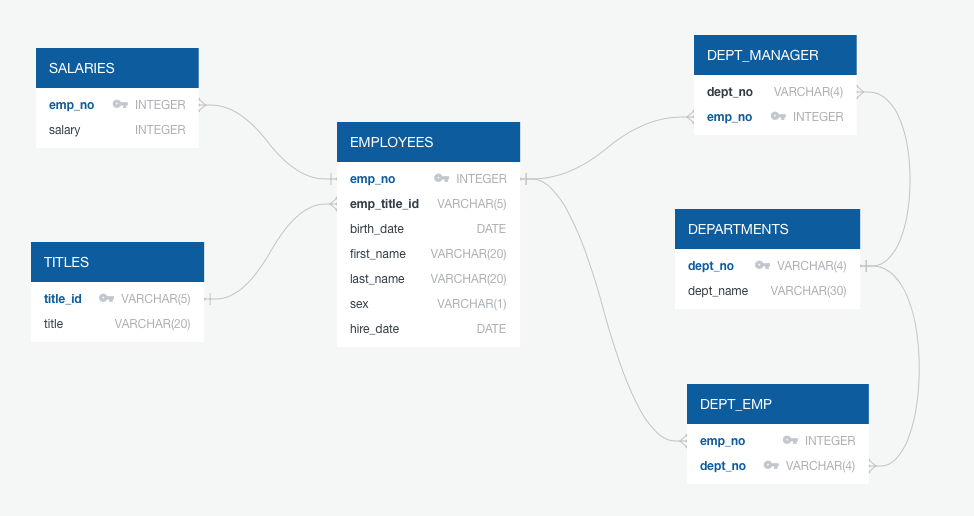 SALARIES
emp_no INTEGER
salary INTEGER
TITLES
title_id VARCHAR(5)
title VARCHAR(20)
EMPLOYEES
emp_no INTEGER
emp_title_id VARCHAR(5)
birth_date DATE
first_name VARCHAR(20)
last_name VARCHAR(20)
sex VARCHAR(1)
hire_date DATE
DEPT_MANAGER
dept_no VARCHAR(4)
emp_no INTEGER
DEPARTMENTS
dept_no VARCHAR(4)
dept_name VARCHAR(30)
DEPT_EMP
emp_no INTEGER
dept_no VARCHAR(4)